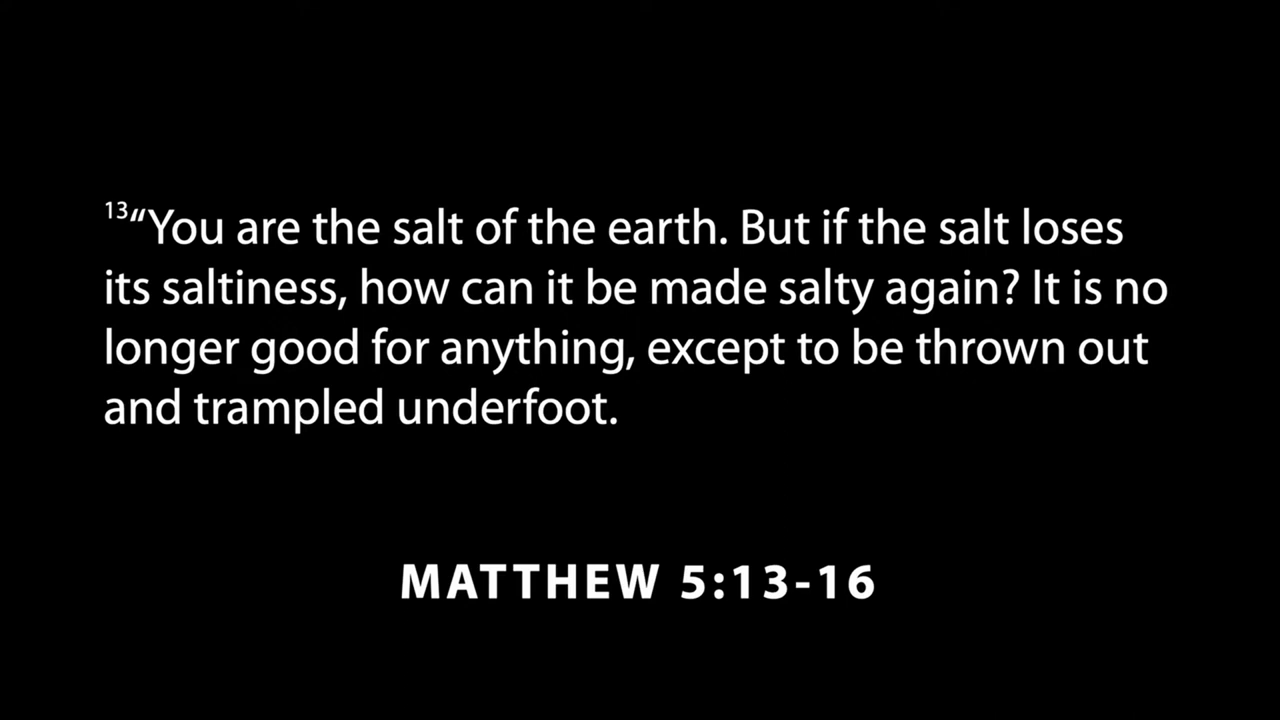 13“You are the salt of the earth. But if the salt loses
its saltiness, how can it be made salty again? It is no
longer good for anything, except to be thrown out
and trampled underfoot.
MATTHEW 5:13-16